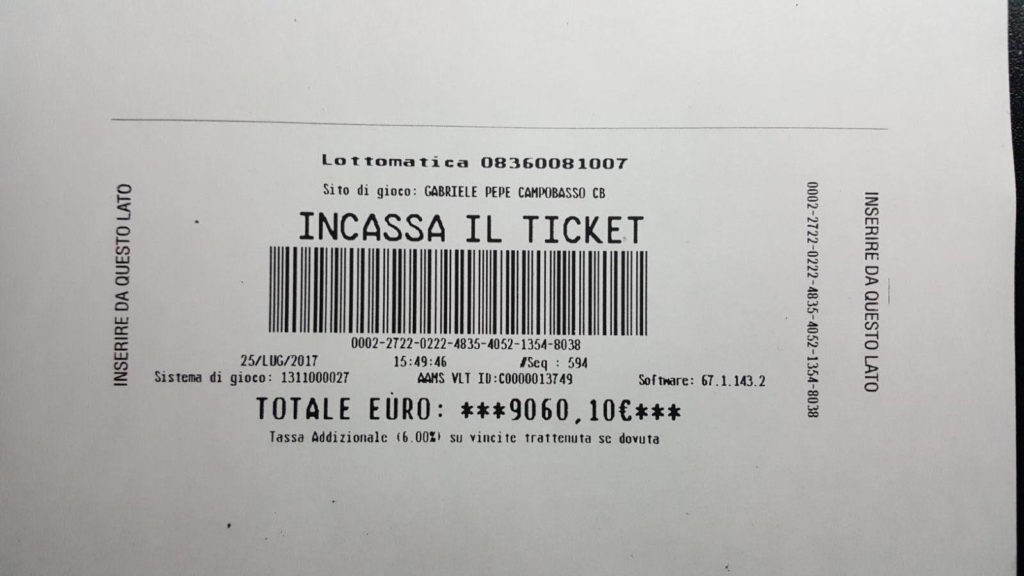 Lottomatica 08360081007
Sito di gioco: GABRIELE PEPE CAMPOBASSO CB
INCASSA IL TICKET
0002-2722-0222-4835-4052-1354-8038
25/LUG/2017 15:49:46 #Seq : 594
Sistema di gioco: 1311000027 AAMS VLT ID:C0000013749 Software: 67.1.143.2
TOTALE EURO: ***9060,10€***
Tassa Addizionale (6.00%) su vincite trattenuta se dovuta
INSERIRE DA QUESTO LATO
0002-2722-0222-4835-4052-1354-8038
INSERIRE DA QUESTO LATO